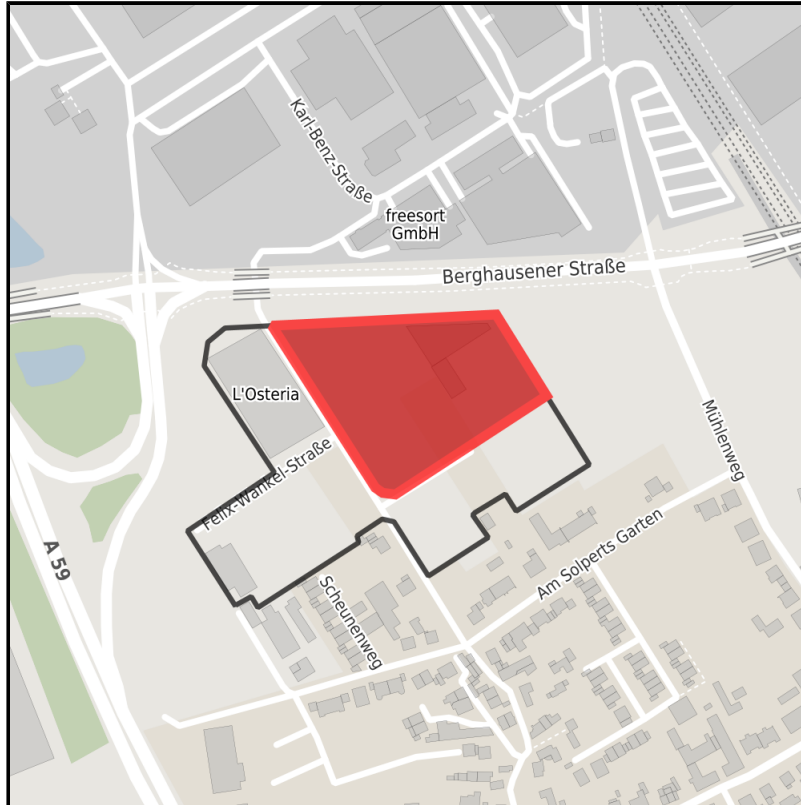 Karl-Benz-Straße
freesort
GmbH
Berghausener Straße
L'Osteria
Mühlenweg
Felix-Wankel-Straße
A 59
Am Solperts Garten
Scheunenweg